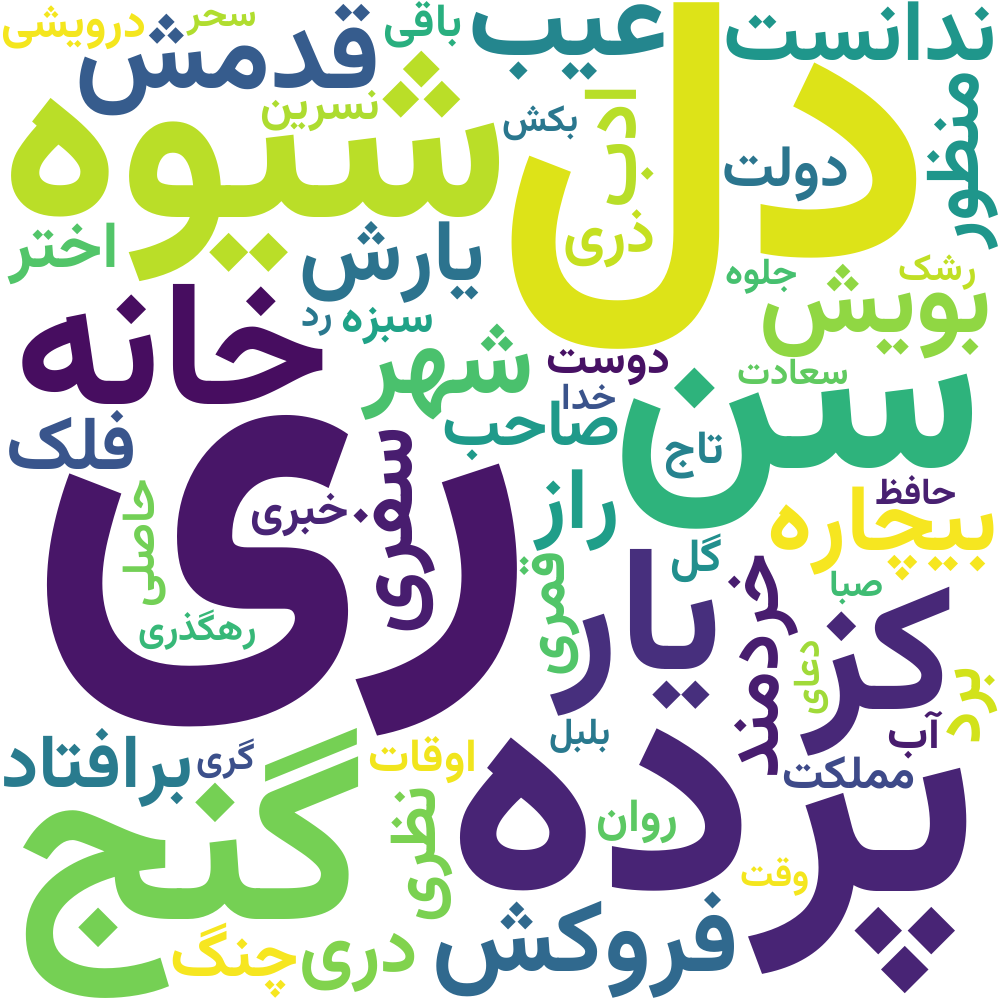 ندانست
عیب
باقی
سحر
درویشی
قدمش
دل
شیوه
نسرین
بکش
ادب
منظور
دولت
ذری
اختر
یارش
جلوه
رشک
بویش
خانه
سبزه
رد
شهر
دوست
سعادت
خدا
سن
صاحب
فلک
تاج
ری
سفری
خبری
حاصلی
راز
حافظ
بیچاره
گل
قمری
یار
خردمند
صبا
کز
رهگذری
دعای
برد
آب
بلبل
برافتاد
گری
اوقات
مملکت
پرده
گنج
نظری
روان
وقت
فروکش
دری
چنگ